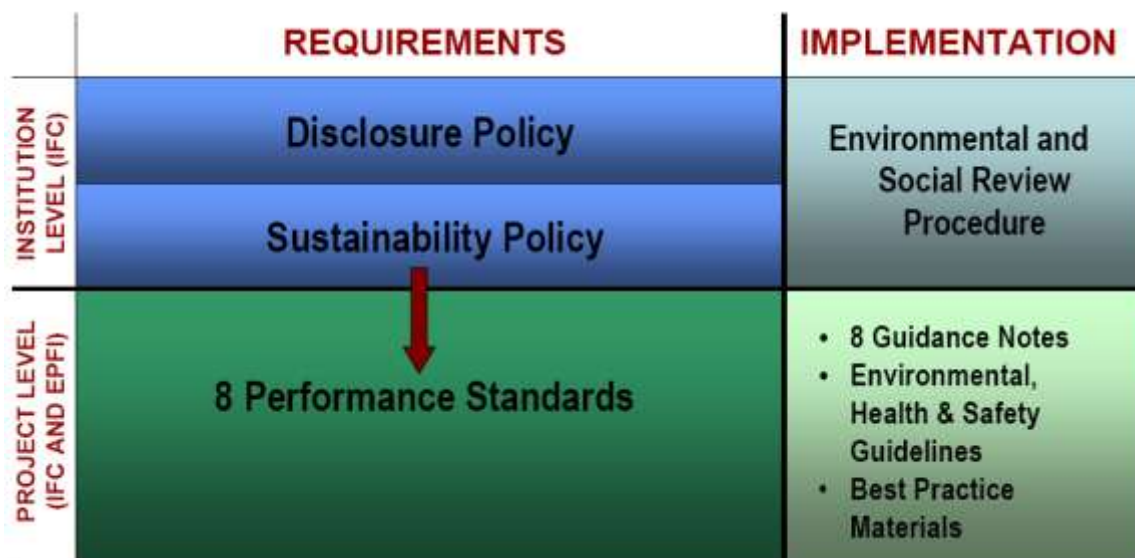 REQUIREMENTS
IMPLEMENTATION
INSTITUTION
LEVEL (IFC)
Disclosure Policy
Sustainability Policy
Environmental and
Social Review
Procedure
PROJECT LEVEL
(IFC AND EPFI)
8 Performance Standards
• 8 Guidance Notes
• Environmental,
Health & Safety
Guidelines
• Best Practice
Materials